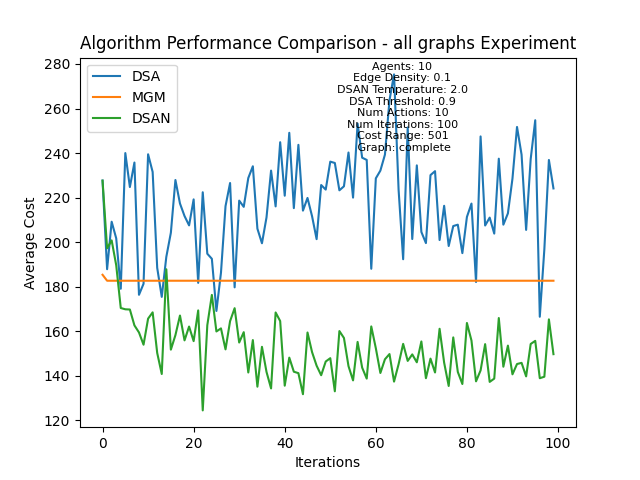 Algorithm Performance Comparison - all graphs Experiment
280
260
240
220
200
180
160
140
120
Average Cost
DSA
MGM
DSAN
Agents: 10
Edge Density: 0.1
DSAN Temperature: 2.0
DSA Threshold: 0.9
Num Actions: 10
Num Iterations: 100
Cost Range: 501
Graph: complete
0
20
40
60
80
100
Iterations